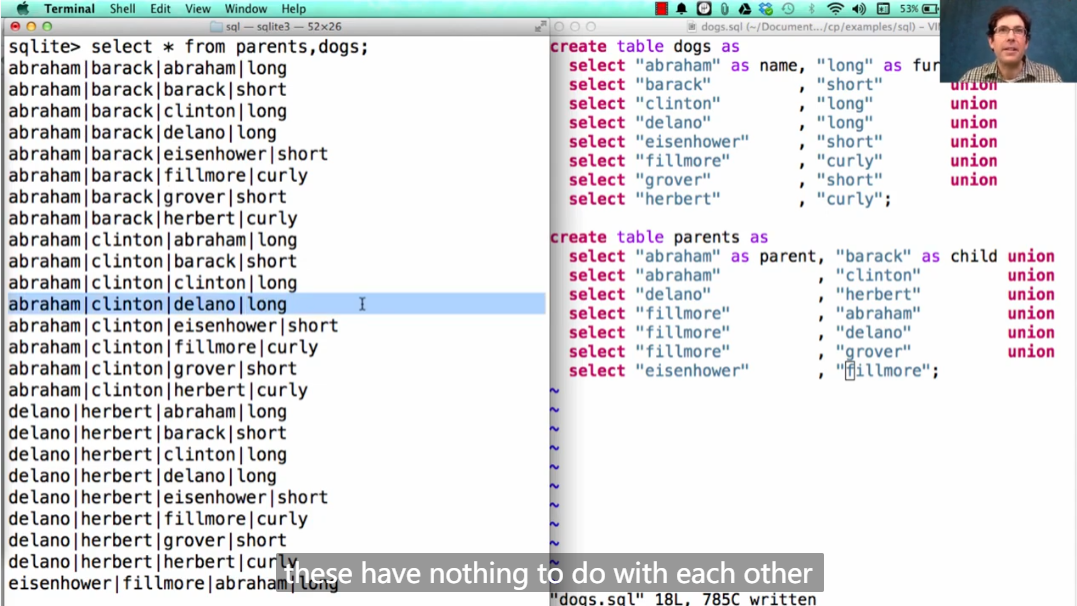 Terminal Shell Edit View Window Help 53%
sql — sqlite3 — 52×26
sqlite> select * from parents,dogs;
abraham|barack|abraham|long
abraham|barack|barack|short
abraham|barack|clinton|long
abraham|barack|delano|long
abraham|barack|eisenhower|short
abraham|barack|fillmore|curly
abraham|barack|grover|short
abraham|barack|herbert|curly
abraham|clinton|abraham|long
abraham|clinton|barack|short
abraham|clinton|clinton|long
abraham|clinton|delano|long
abraham|clinton|eisenhower|short
abraham|clinton|fillmore|curly
abraham|clinton|grover|short
abraham|clinton|herbert|curly
delano|herbert|abraham|long
delano|herbert|barack|short
delano|herbert|clinton|long
delano|herbert|delano|long
delano|herbert|eisenhower|short
delano|herbert|fillmore|curly
delano|herbert|grover|short
delano|herbert|herbert|curly
eisenhower|fillmore|abraham|long
dogs.sql (~/Document.../cp/examples/sql) – VI
create table dogs as
select "abraham" as name, "long" as fur
select "barack" , "short" union
select "clinton" , "long" union
select "delano" , "long" union
select "eisenhower" , "short" union
select "fillmore" , "curly" union
select "grover" , "short" union
select "herbert" , "curly";
create table parents as
select "abraham" as parent, "barack" as child union
select "abraham" , "clinton" union
select "delano" , "herbert" union
select "fillmore" , "abraham" union
select "fillmore" , "delano" union
select "fillmore" , "grover" union
select "eisenhower" , "fillmore";
~
~
~
~
~
~
~
~
~
~
"dogs.sql" 18L, 785C written
these have nothing to do with each other